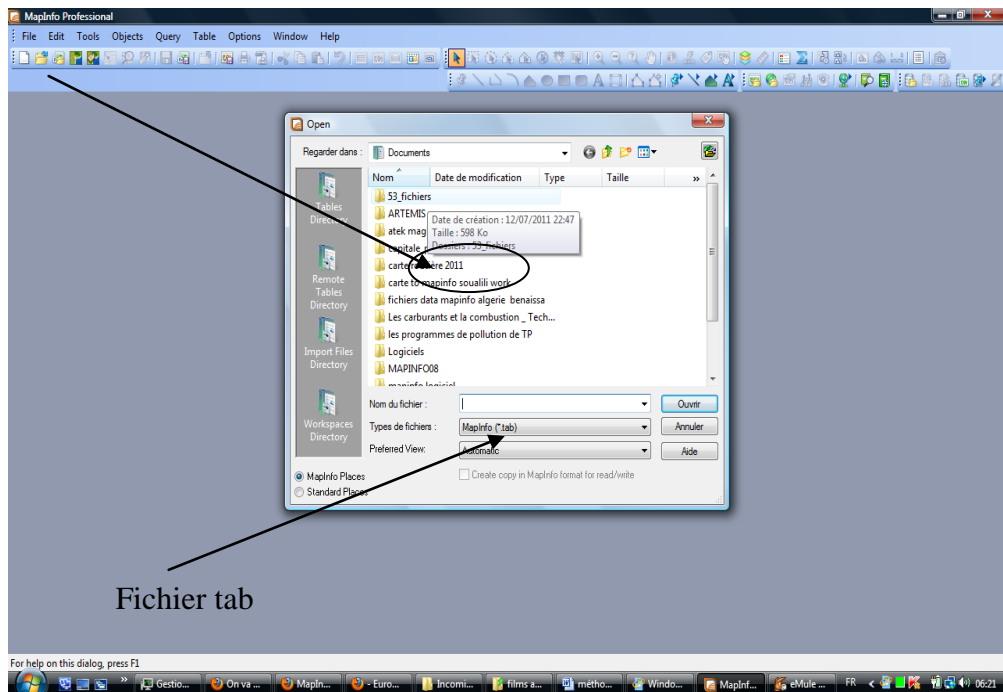 MapInfo Professional
File Edit Tools Objects Query Table Options Window Help
Open
Regarder dans : Documents
Nom Date de modification Type Taille »
53_fichiers
ARTEMIS
atek mag
capitale
carte routière 2011
carte to mapinfo soualili work
fichiers data mapinfo algerie benaissa
Les carburants et la combustion _ Tech...
les programmes de pollution de TP
Logiciels
MAPINFO08
mapinfo logiciel
Date de création : 12/07/2011 22:47
Taille : 598 Ko
Dossiers : 53_fichiers
Tables
Directory
Remote
Tables
Directory
Import Files
Directory
Workspaces
Directory
Nom du fichier : Ouvrir
Types de fichiers : MapInfo (*.tab) Annuler
Preferred View: Automatic Aide
MapInfo Places
Standard Places
Create copy in MapInfo format for read/write
Fichier tab
For help on this dialog, press F1
» Gestio... On va ... MapIn... - Euro... Incomi... films a... métho... Windo... MapInf... eMule ... FR < 06:21